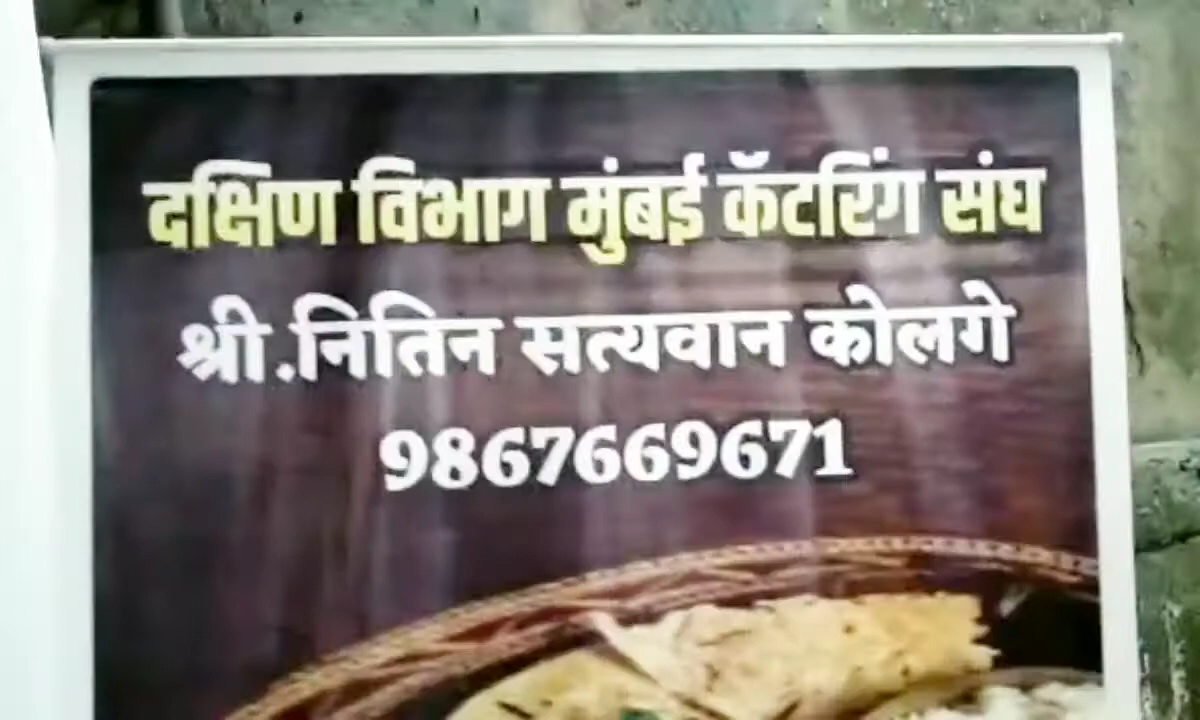 दक्षिण विभाग मुंबई कॅटरिंग संघ
श्री.नितिन सत्यवान कोलगे
9867669671